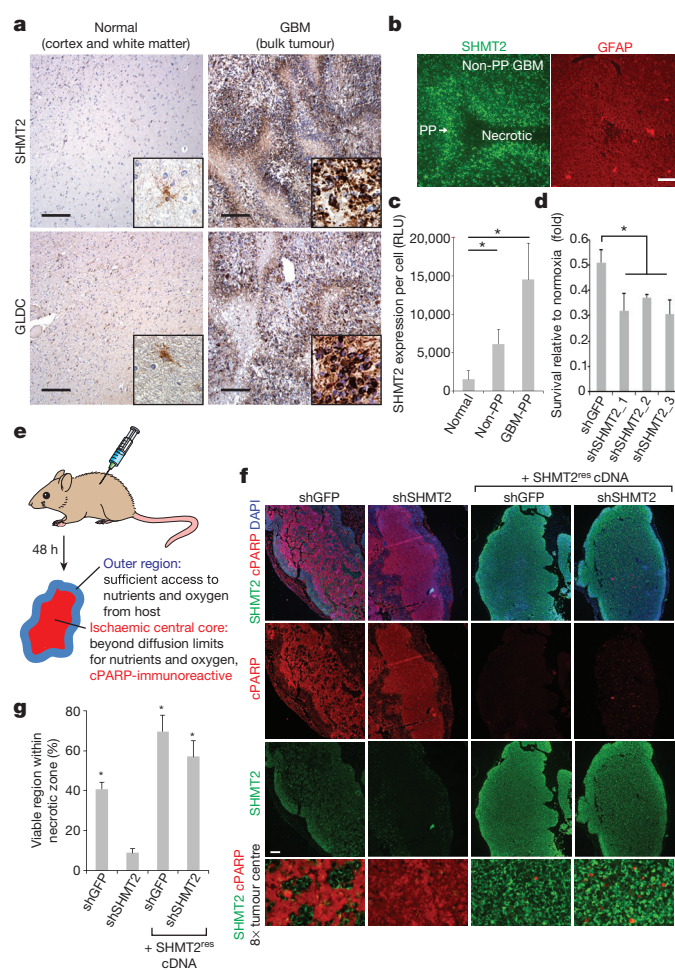 a
Normal
(cortex and white matter)
GBM
(bulk tumour)
SHMT2
GLDC
b
SHMT2
GFAP
Non-PP GBM
PP
Necrotic
c
SHMT2 expression per cell (RLU)
20,000
15,000
10,000
5,000
0
*
*
Normal
Non-PP
GBM-PP
d
Survival relative to normoxia (fold)
0.6
0.5
0.4
0.3
0.2
0.1
0
*
shGFP
shSHMT2_1
shSHMT2_2
shSHMT2_3
e
48 h
Outer region:
sufficient access to
nutrients and oxygen
from host
Ischaemic central core:
beyond diffusion limits
for nutrients and oxygen,
cPARP-immunoreactive
f
+ SHMT2res cDNA
shGFP
shSHMT2
shGFP
shSHMT2
SHMT2 cPARP DAPI
cPARP
SHMT2
SHMT2 cPARP
8× tumour centre
g
Viable region within
necrotic zone (%)
80
60
40
20
0
*
*
*
shGFP
shSHMT2
shGFP
shSHMT2
+ SHMT2res
cDNA